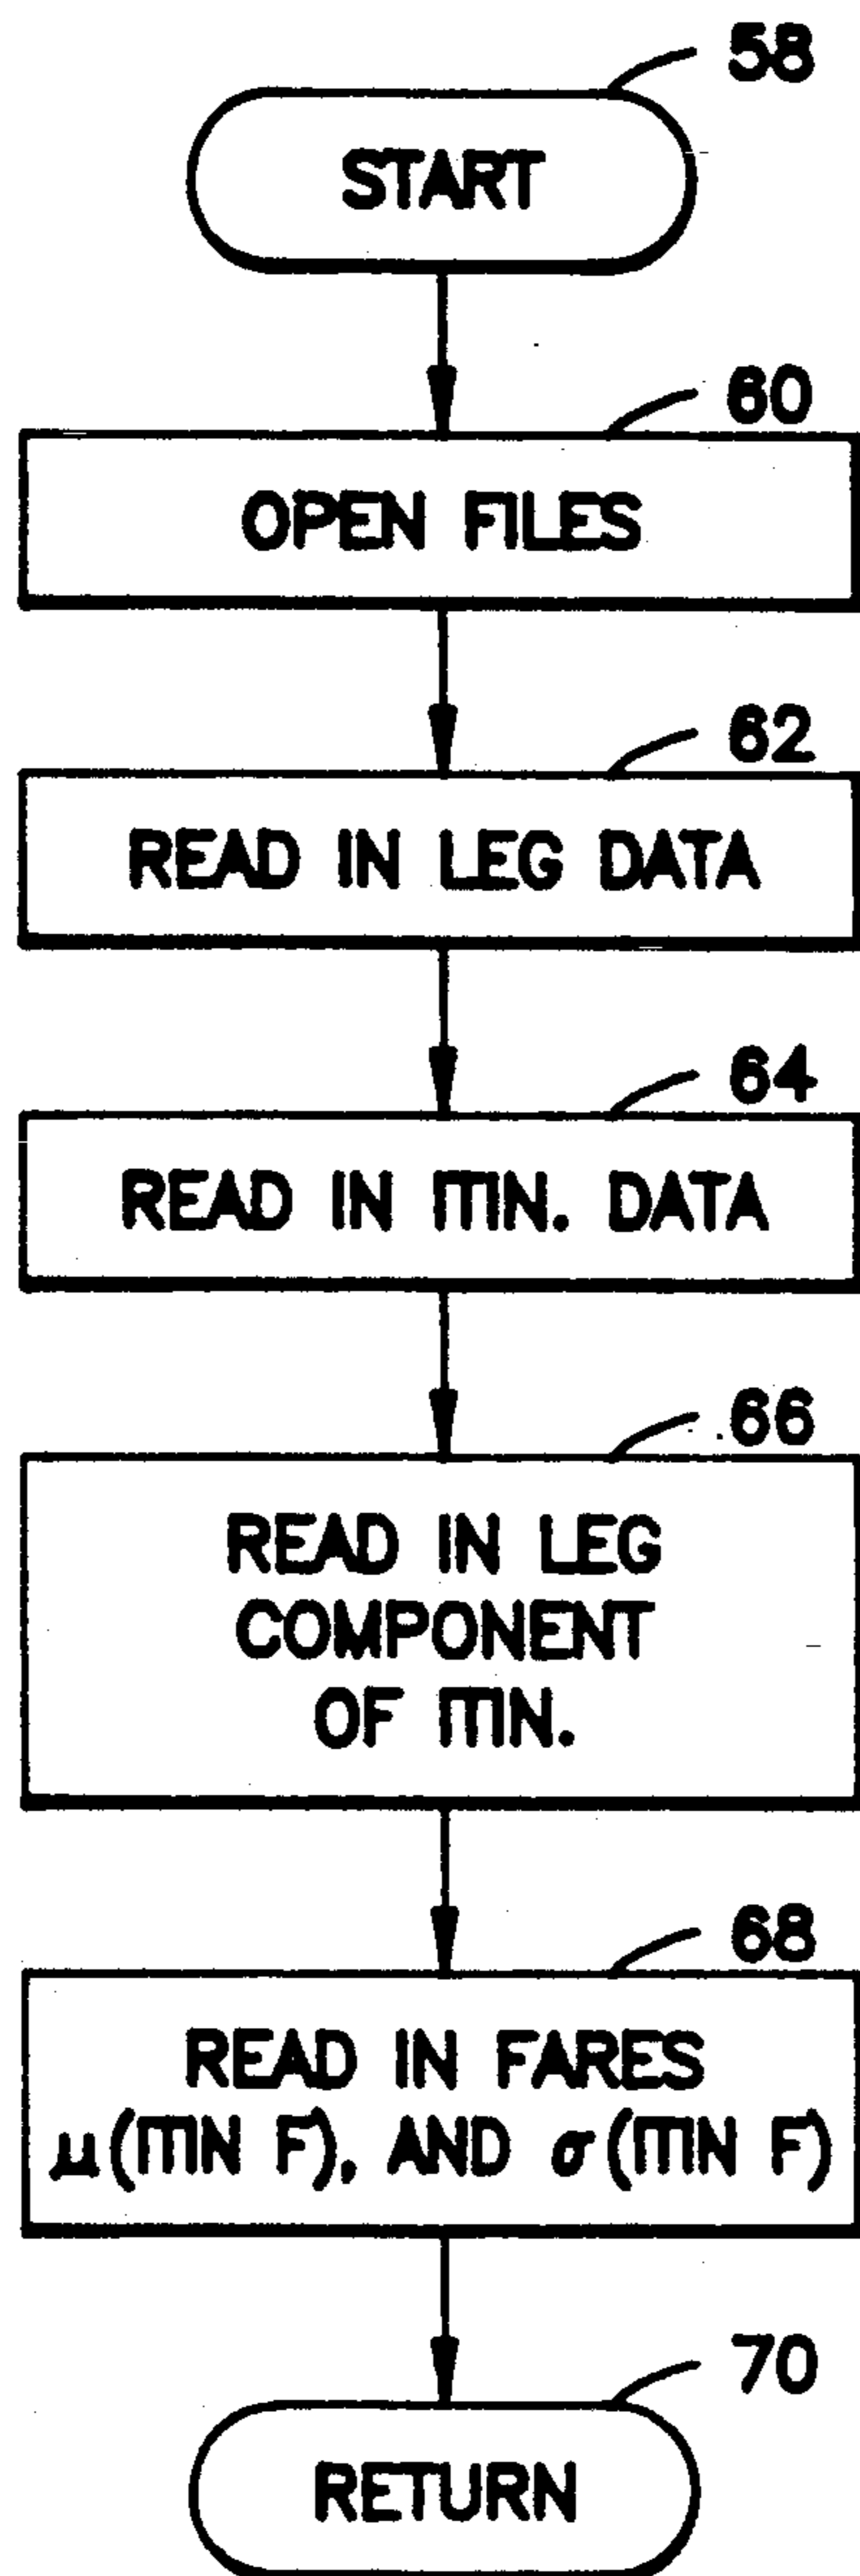 58
START
60
OPEN FILES
62
READ IN LEG DATA
64
READ IN ITIN. DATA
66
READ IN LEG
COMPONENT
OF ITIN.
68
READ IN FARES
μ(ITIN F), AND σ(ITIN F)
70
RETURN